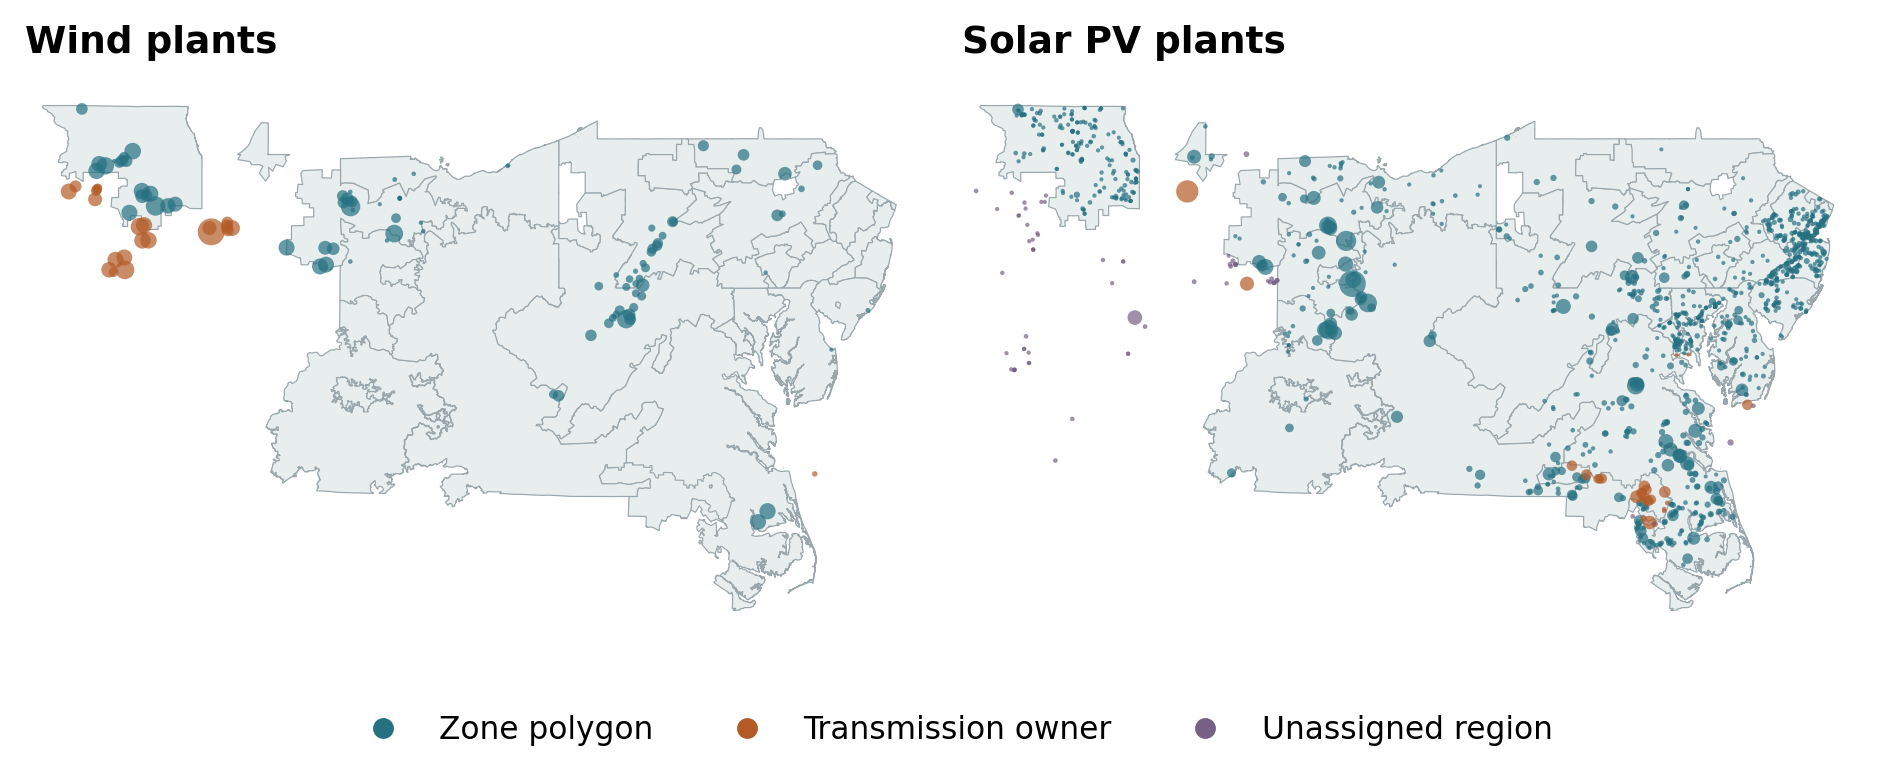 Wind plants
Solar PV plants
Zone polygon
Transmission owner
Unassigned region